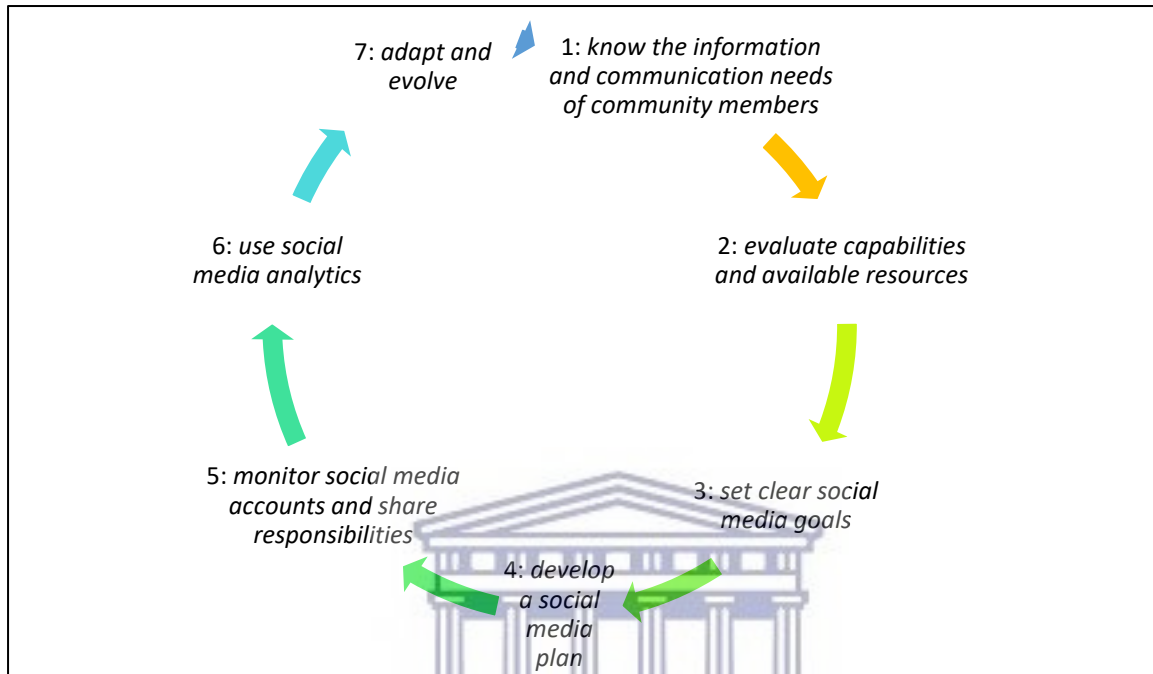 1: know the information
and communication needs
of community members
2: evaluate capabilities
and available resources
3: set clear social
media goals
4: develop
a social
media
plan
5: monitor social media
accounts and share
responsibilities
6: use social
media analytics
7: adapt and
evolve